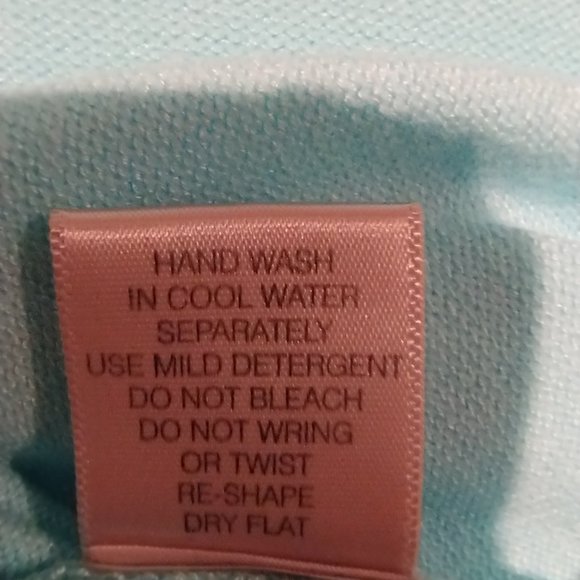 HAND WASH
IN COOL WATER
SEPARATELY
USE MILD DETERGENT
DO NOT BLEACH
DO NOT WRING
OR TWIST
RE-SHAPE
DRY FLAT